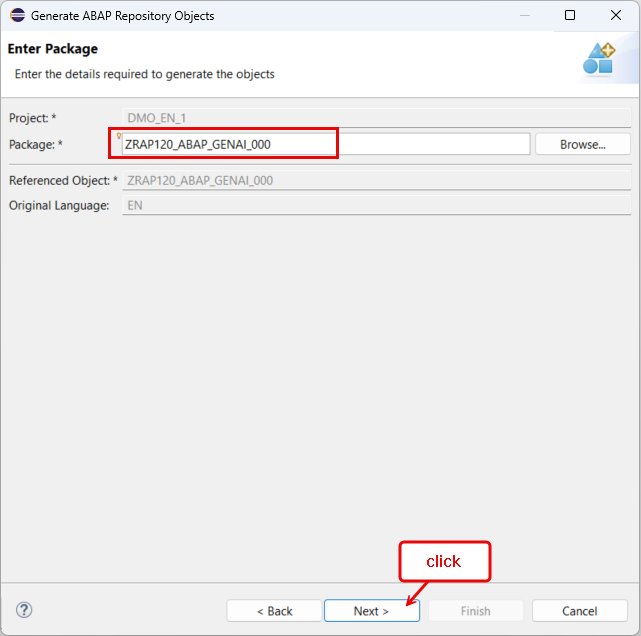 Generate ABAP Repository Objects
Enter Package
Enter the details required to generate the objects
Project: * DMO_EN_1
Package: * ZRAP120_ABAP_GENAI_000 Browse...
Referenced Object: * ZRAP120_ABAP_GENAI_000
Original Language: EN
click
? < Back Next > Finish Cancel